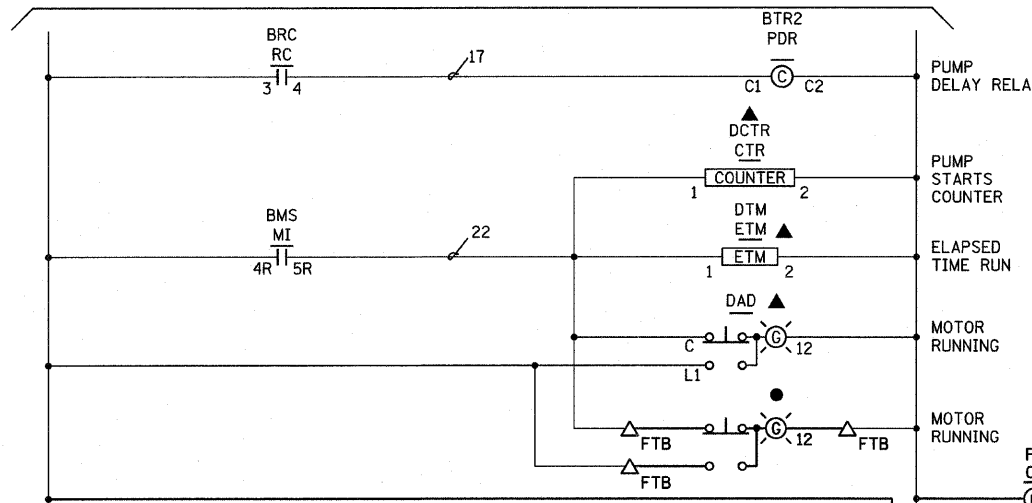 BRC
RC
3 4
17
BTR2
PDR
C
C1 C2
PUMP
DELAY RELA
DCTR
CTR
COUNTER
1 2
PUMP
STARTS
COUNTER
BMS
MI
4R 5R
22
DTM
ETM
ETM
1 2
ELAPSED
TIME RUN
DAD
C
G
12
L1
MOTOR
RUNNING
FTB
G
12
FTB
FTB
MOTOR
RUNNING